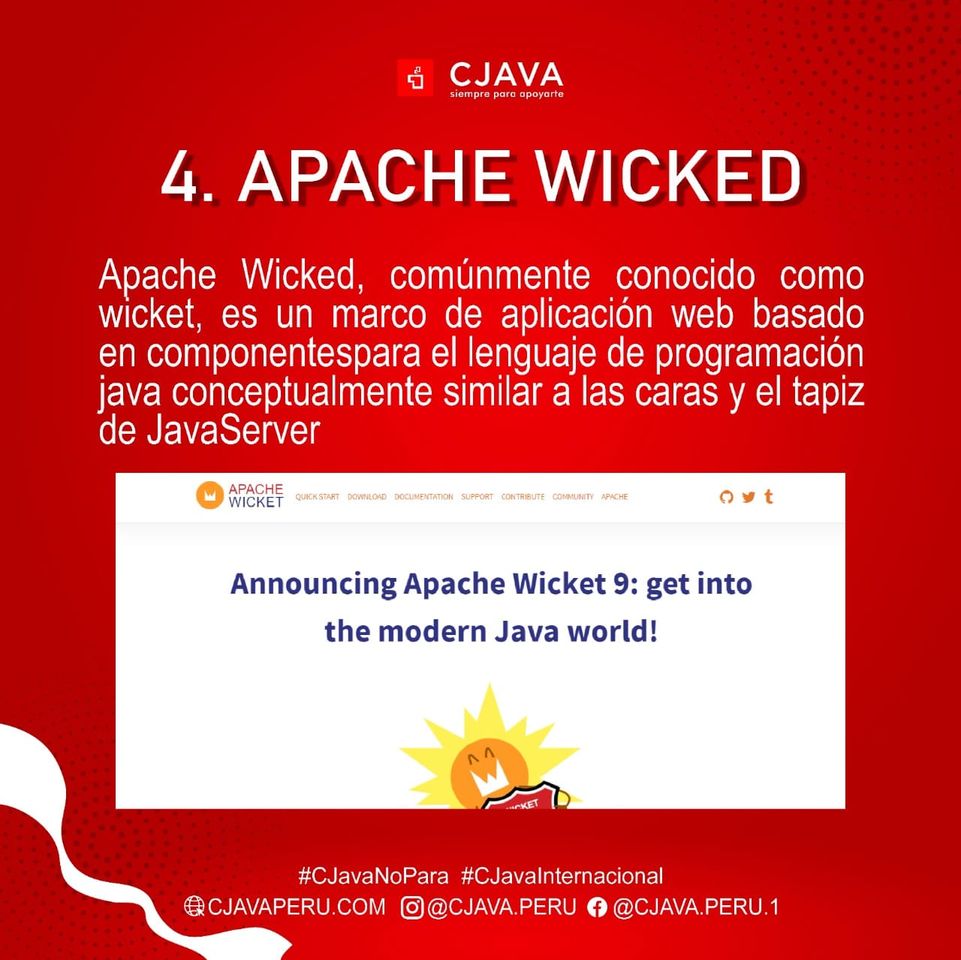 CJAVA
siempre para apoyarte
4. APACHE WICKED
Apache Wicked, comúnmente conocido como
wicket, es un marco de aplicación web basado
en componentespara el lenguaje de programación
java conceptualmente similar a las caras y el tapiz
de JavaServer
APACHE
WICKET
QUICK START DOWNLOAD DOCUMENTATION SUPPORT CONTRIBUTE COMMUNITY APACHE
Announcing Apache Wicket 9: get into
the modern Java world!
WICKET
#CJavaNoPara #CJavaInternacional
CJAVAPERU.COM @CJAVA.PERU @CJAVA.PERU.1